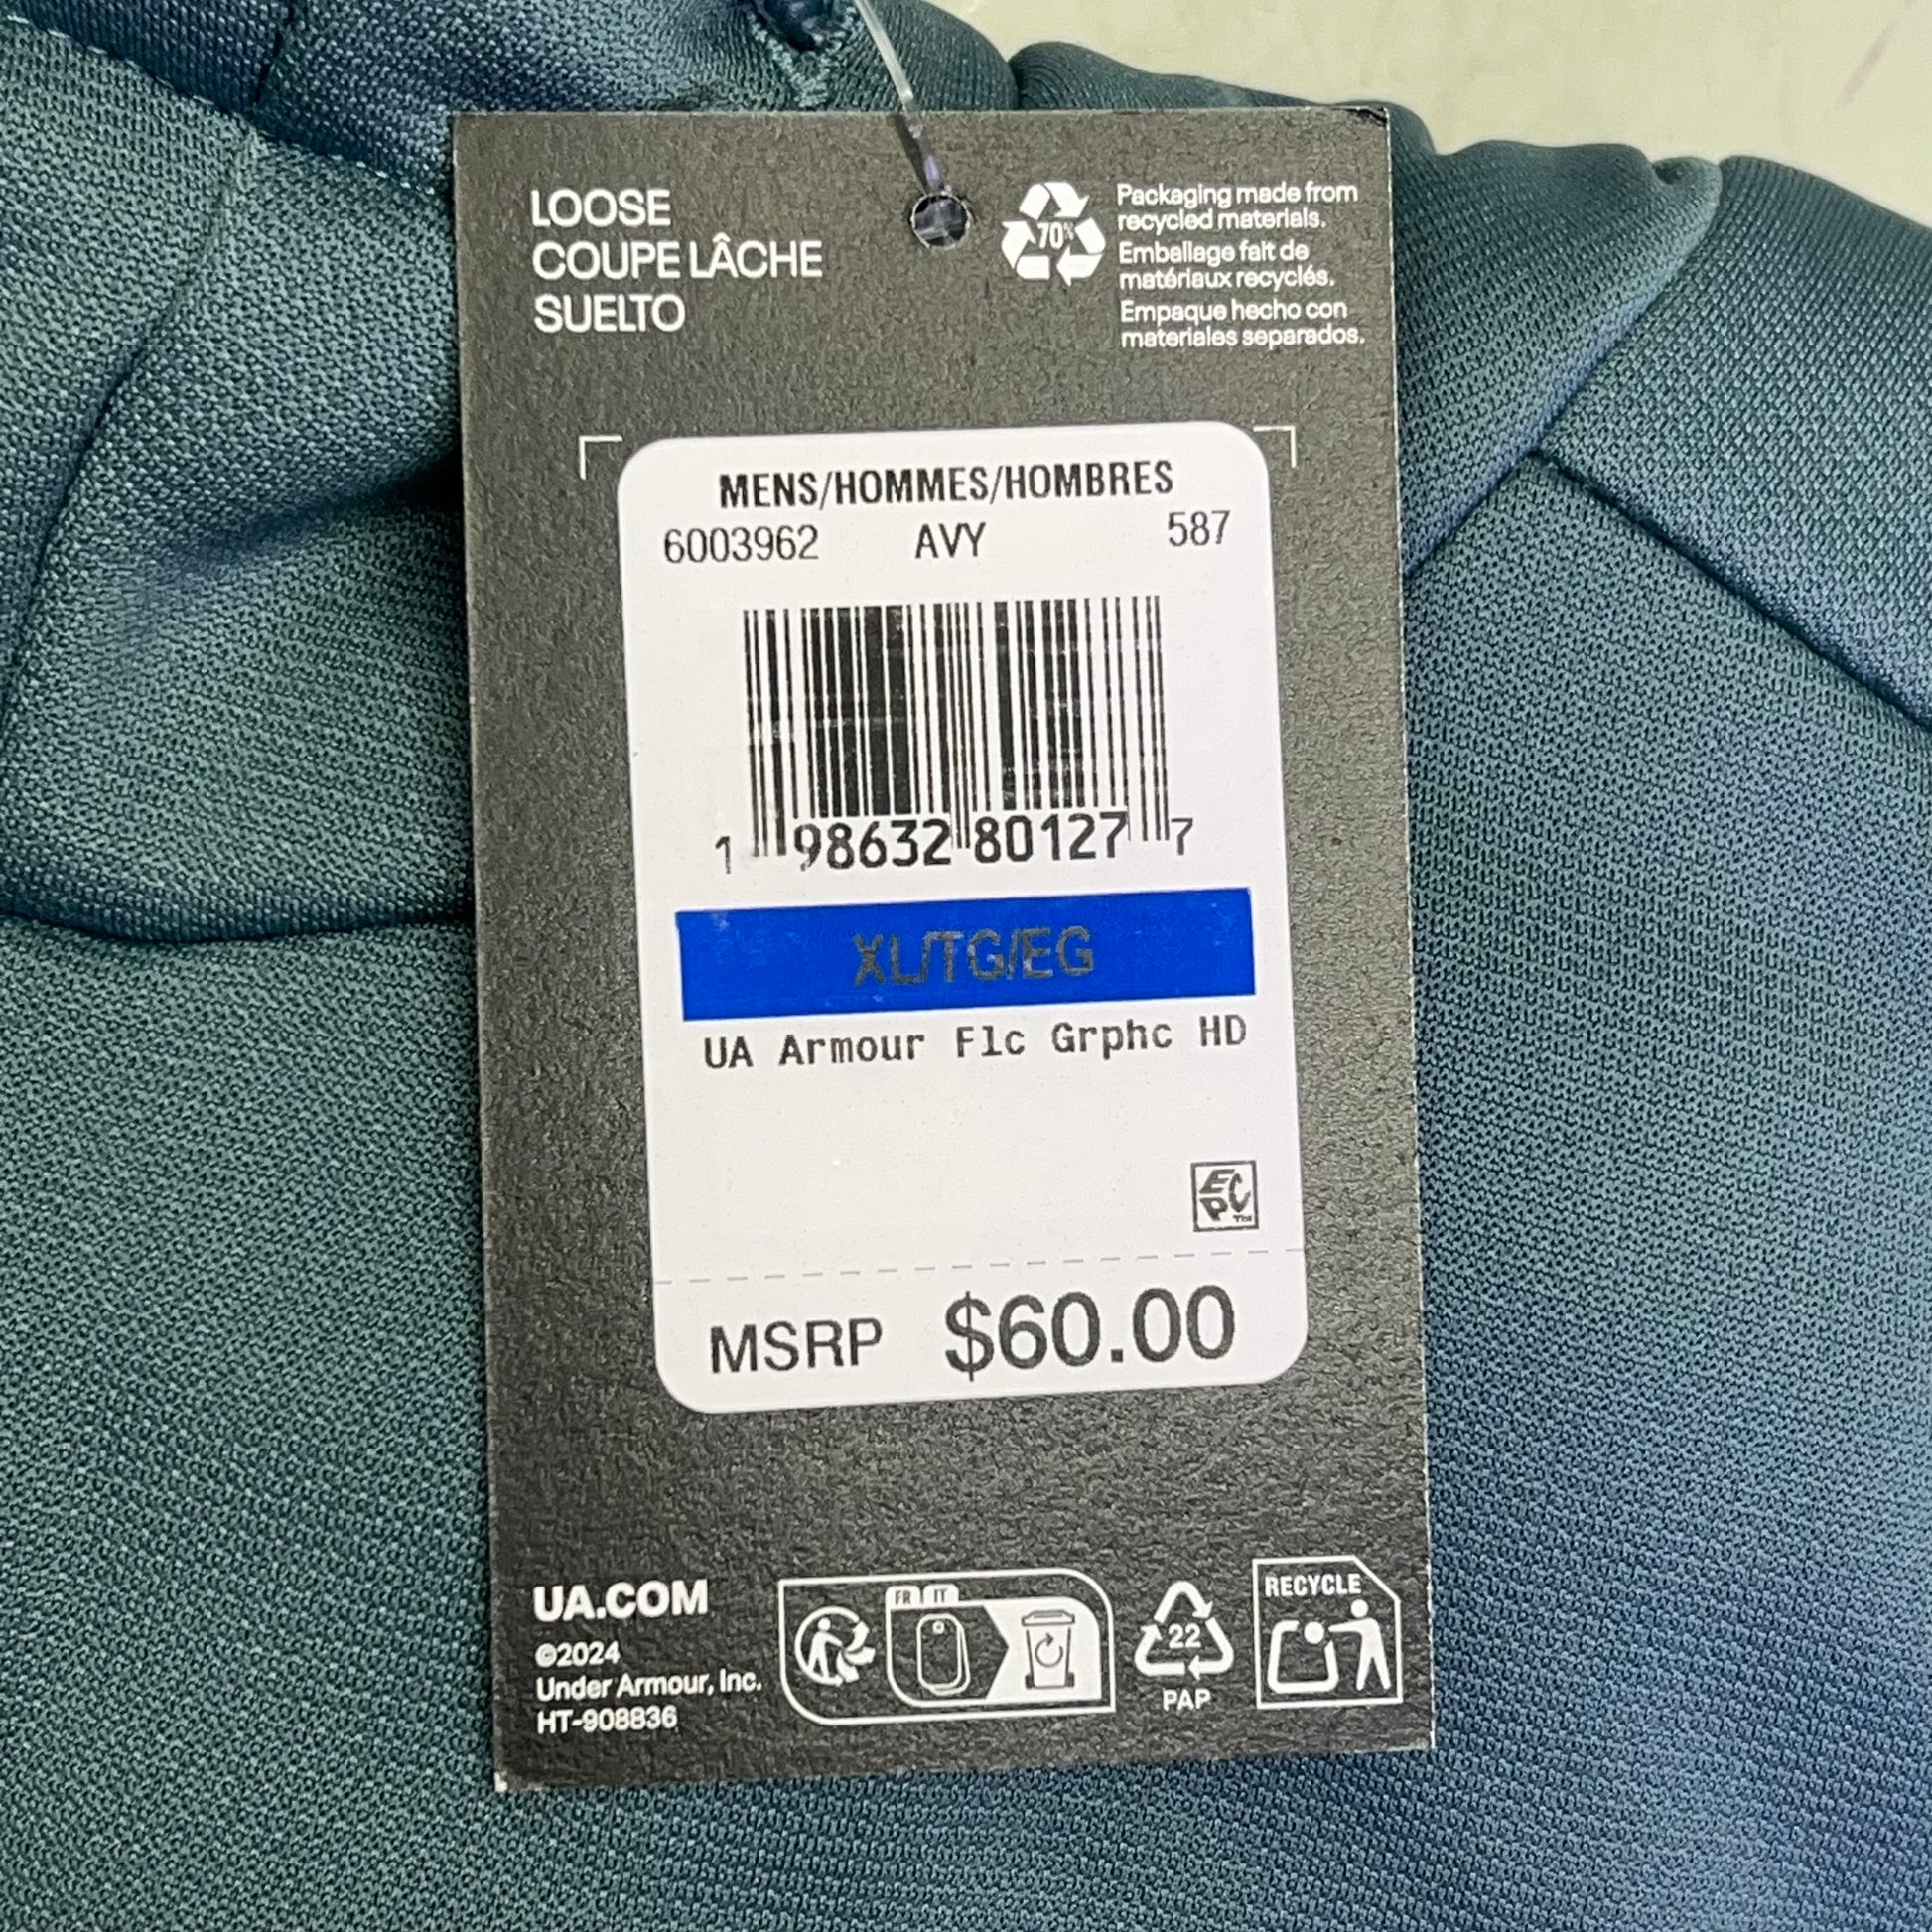 LOOSE
COUPE LÂCHE
SUELTO
70%
Packaging made from
recycled materials.
Emballage fait de
matériaux recyclés.
Empaque hecho con
materiales separados.
MENS/HOMMES/HOMBRES
6003962 AVY 587
1 98632 80127 7
XL/TG/EG
UA Armour Flc Grphc HD
EPC™
MSRP $60.00
UA.COM
©2024
Under Armour, Inc.
HT-908836
FR IT
22
PAP
RECYCLE